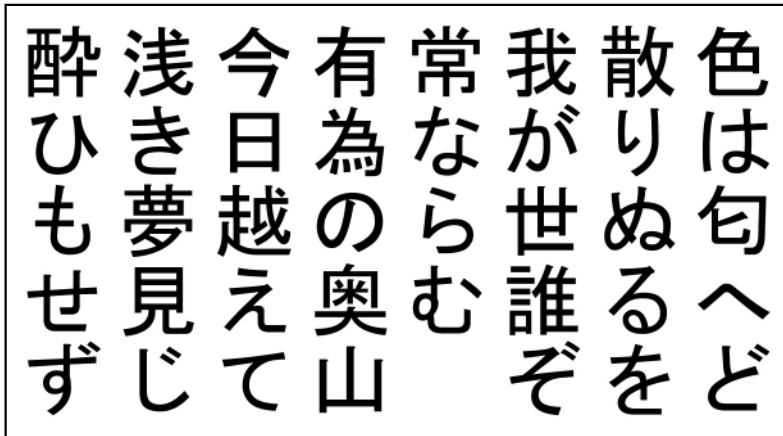 色は匂へど
散りぬるを
我が世誰ぞ
常ならむ
有為の奥山
今日越えて
浅き夢見じ
酔ひもせず